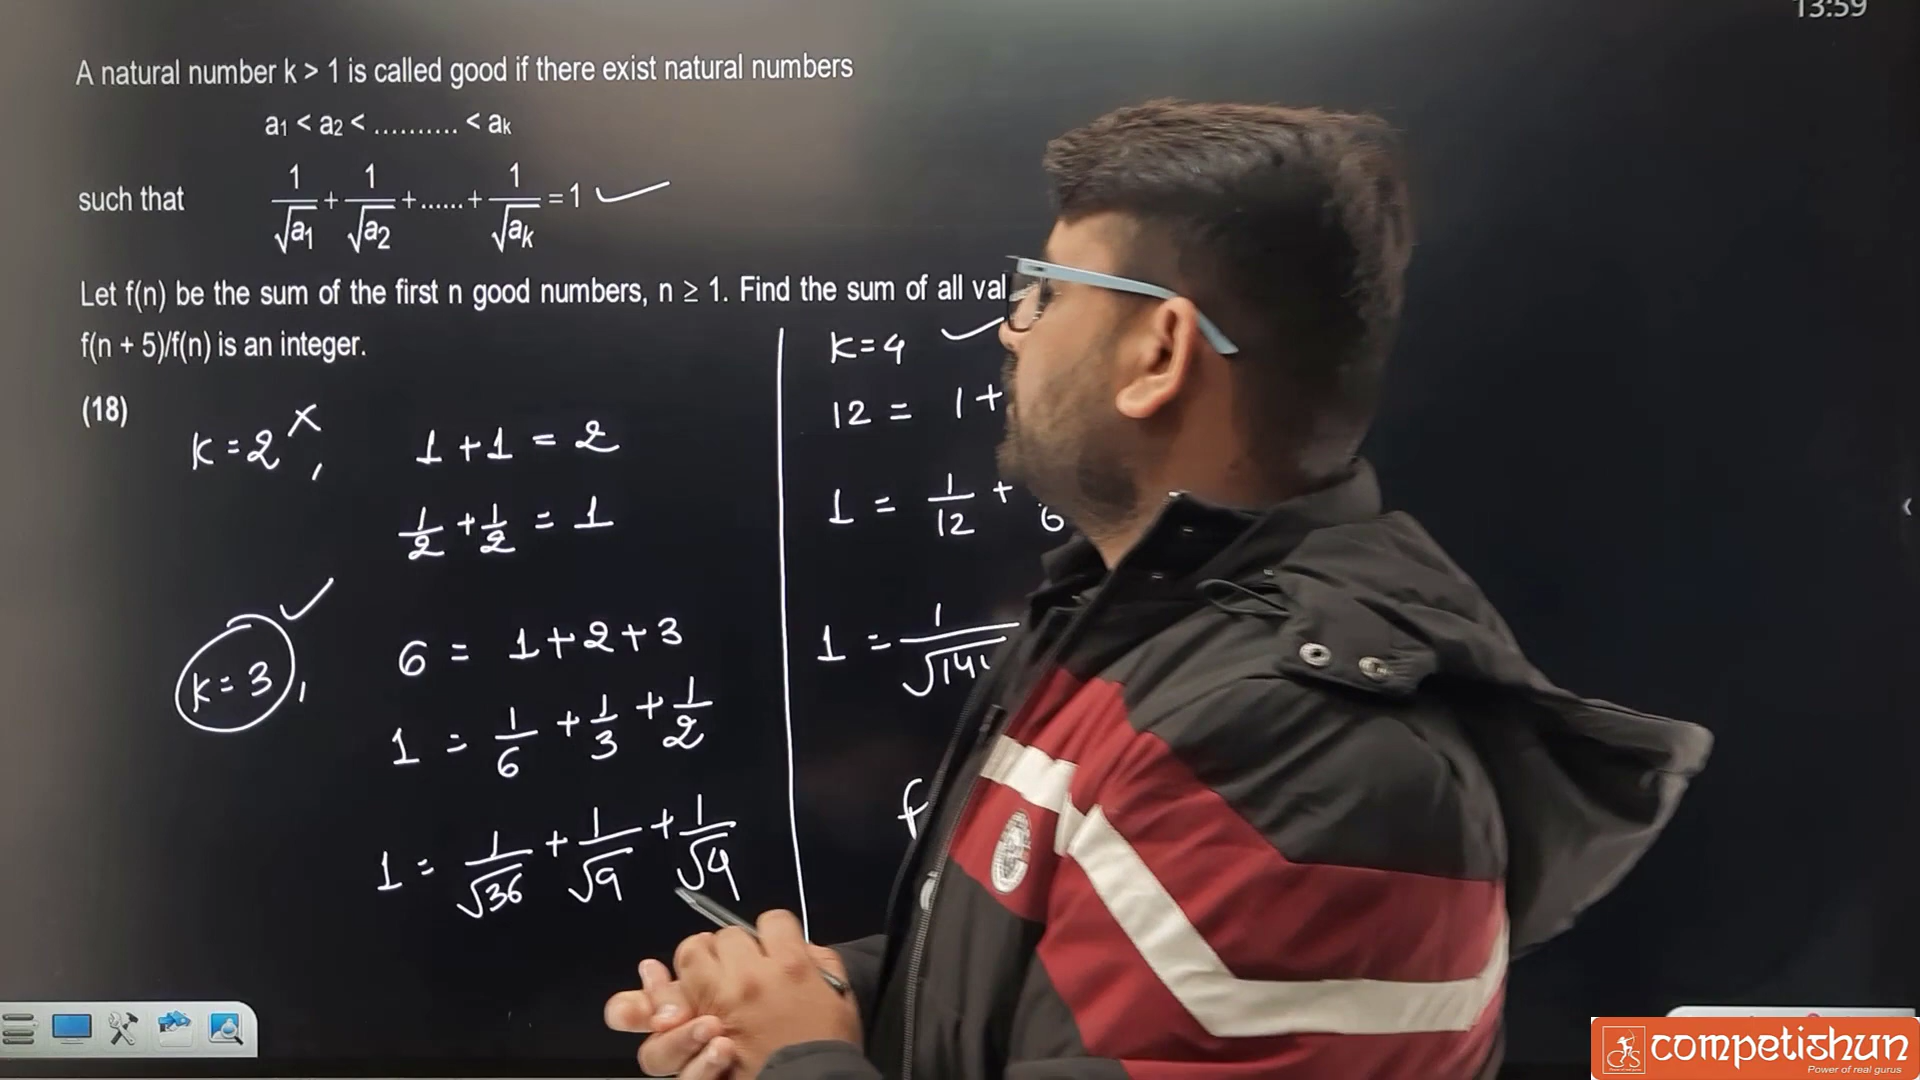 13:59
A natural number k > 1 is called good if there exist natural numbers
a₁ < a₂ < .......... < aₖ
such that 1/√a₁ + 1/√a₂ + ...... + 1/√aₖ = 1 ✓
Let f(n) be the sum of the first n good numbers, n ≥ 1. Find the sum of all
f(n + 5)/f(n) is an integer.
(18)
K=2 ×,
1 + 1 = 2
1/2 + 1/2 = 1
K=3, ✓
6 = 1+2+3
1 = 1/6 + 1/3 + 1/2
1 = 1/√36 + 1/√9 + 1/√4
K=4 ✓
12 = 1+
1 = 1/12 + 6
1 = 1/√14
f
competishun
Power of real gurus